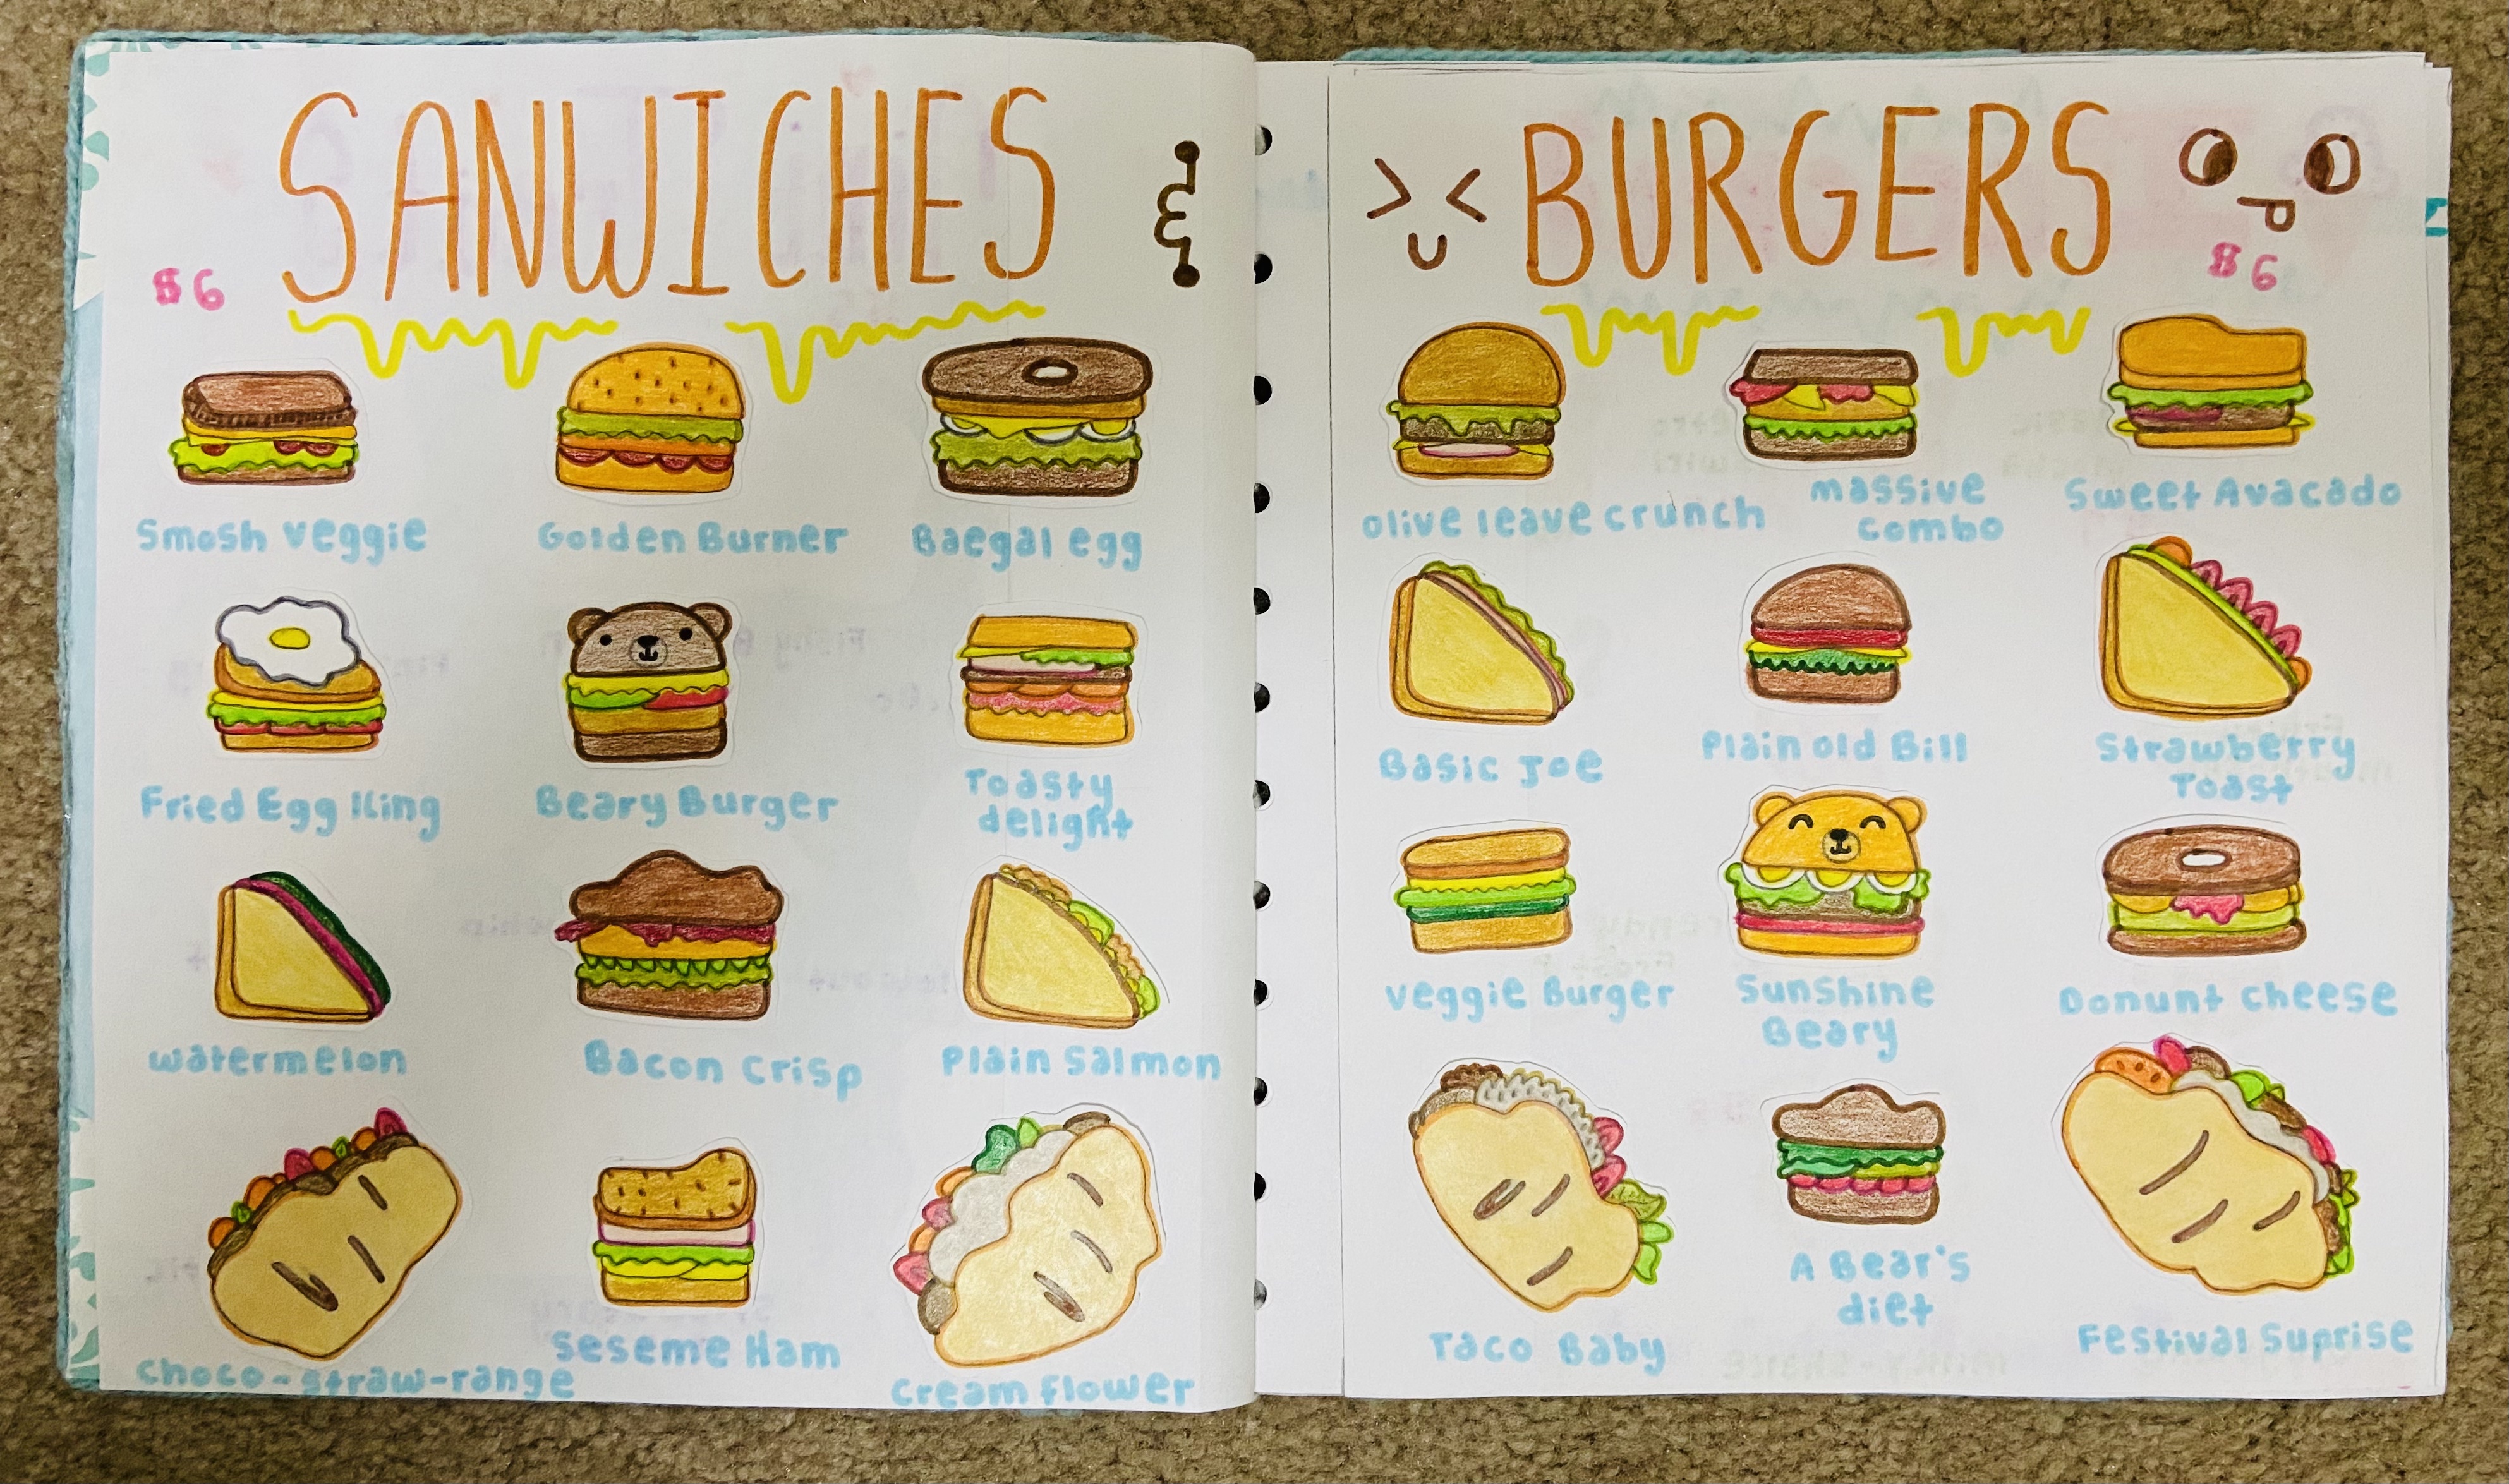 SANWICHES
&
$6
Smosh veggie
Golden Burner
Baegal egg
Fried Egg King
Beary Burger
Toasty
delight
watermelon
Bacon Crisp
Plain Salmon
choco-straw-range
Seseme Ham
Cream flower
BURGERS
$6
Olive leave crunch
massive
combo
Sweet Avacado
Basic Joe
Plain old Bill
Strawberry
Toast
Veggie Burger
Sunshine
Beary
Donunt cheese
Taco Baby
A Bear's
diet
Festival Suprise